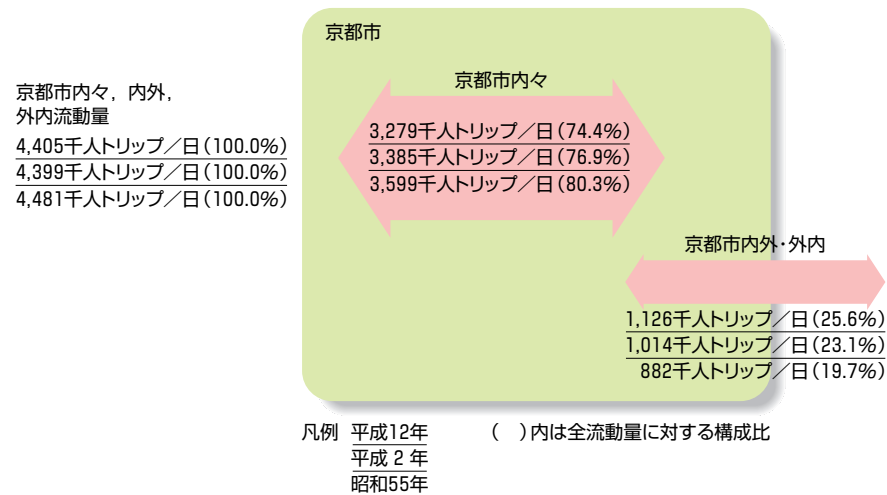 京都市
京都市内々, 内外,
外内流動量
4,405千人トリップ／日(100.0%)
4,399千人トリップ／日(100.0%)
4,481千人トリップ／日(100.0%)
京都市内々
3,279千人トリップ／日(74.4%)
3,385千人トリップ／日(76.9%)
3,599千人トリップ／日(80.3%)
京都市内外・外内
1,126千人トリップ／日(25.6%)
1,014千人トリップ／日(23.1%)
882千人トリップ／日(19.7%)
凡例 平成12年 ( )内は全流動量に対する構成比
平成 2 年
昭和55年